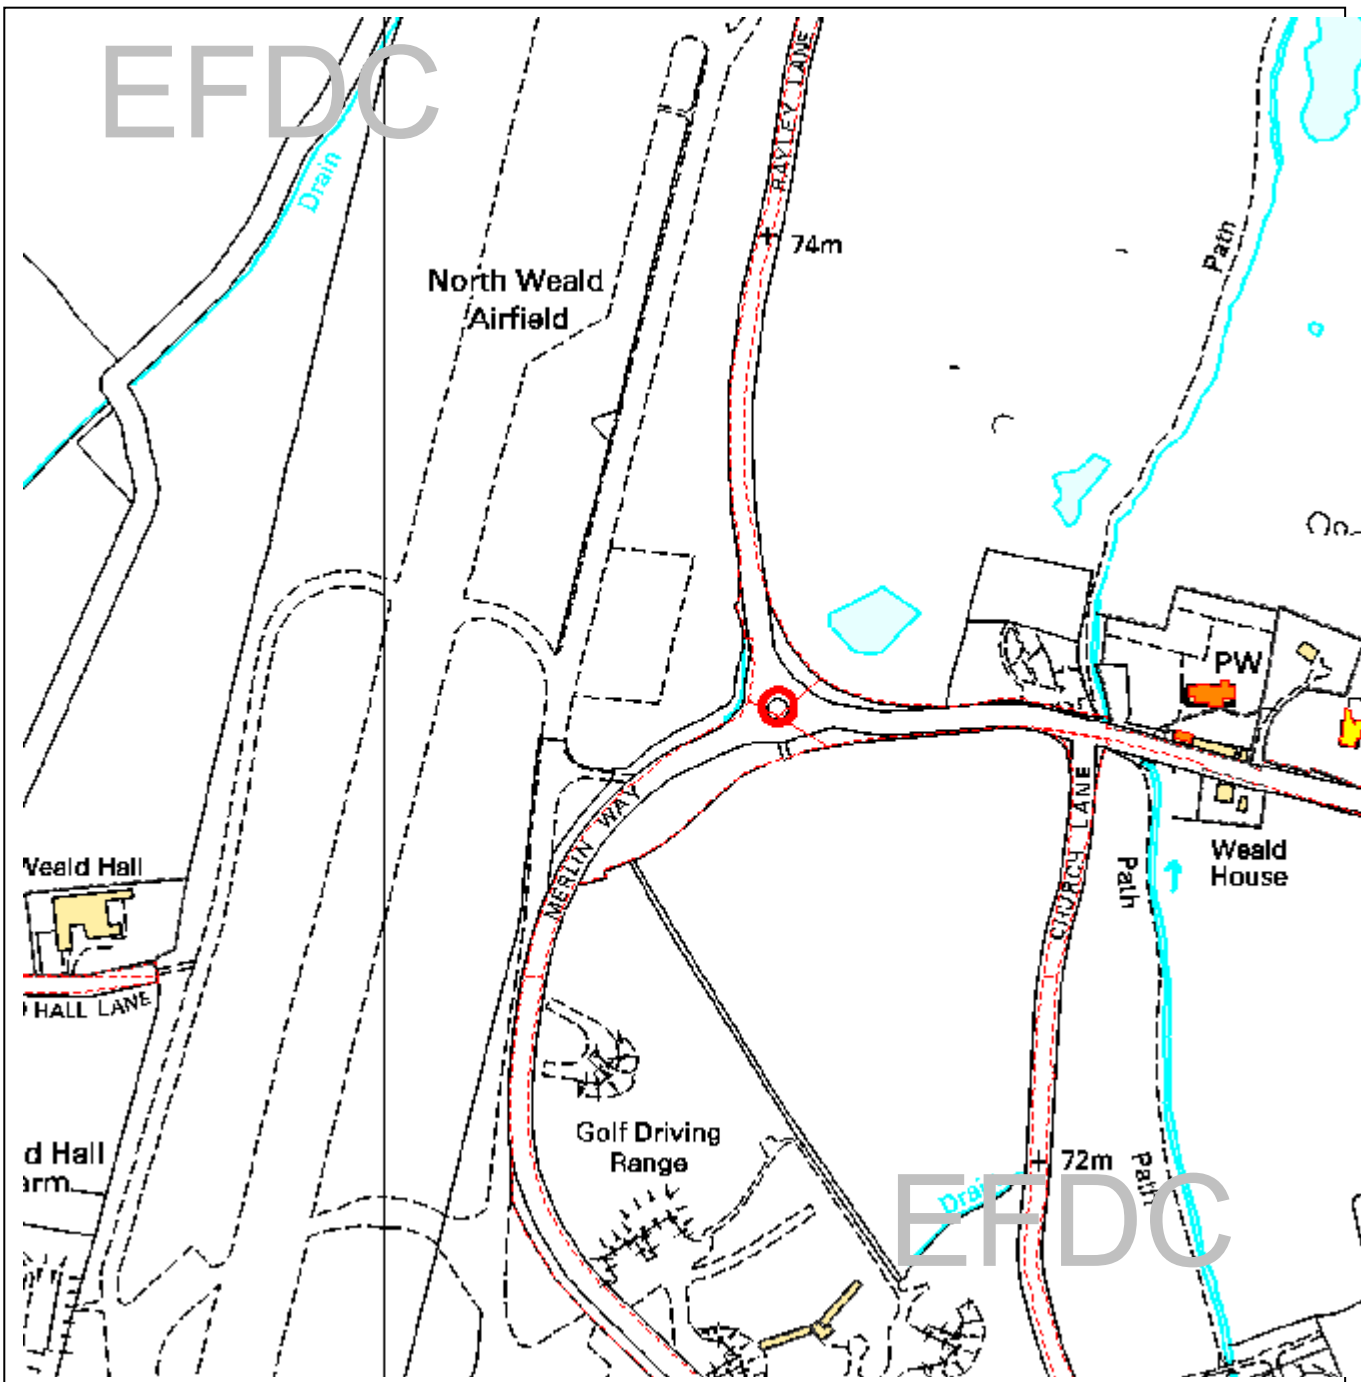 EFDC
RAYLEY LANE
Drain
74m
Path
North Weald
Airfield
PW
MERLIN WAY
CHURCH LANE
Weald
House
Weald Hall
Path
HALL LANE
Golf Driving
Range
d Hall
arm
72m
Path
Drain
EFDC